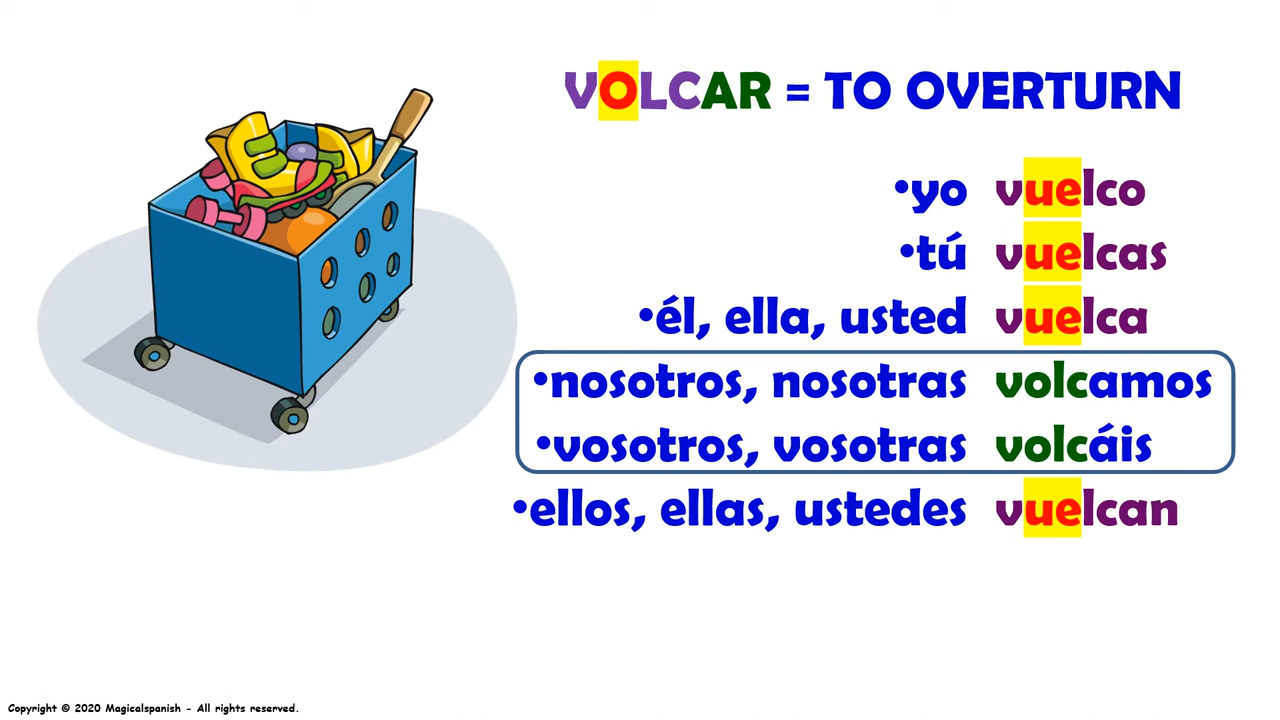 VOLCAR = TO OVERTURN
•yo vuelco
•tú vuelcas
•él, ella, usted vuelca
•nosotros, nosotras volcamos
•vosotros, vosotras volcáis
•ellos, ellas, ustedes vuelcan
Copyright © 2020 Magicalspanish - All rights reserved.